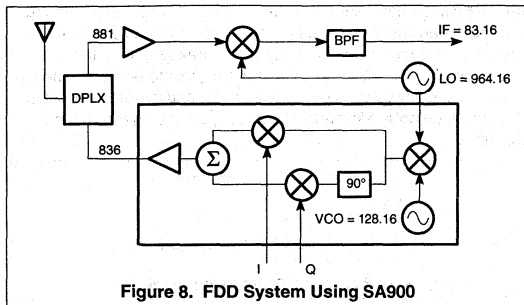 881
BPF
IF = 83.16
LO = 964.16
DPLX
836
Σ
90°
VCO = 128.16
I
Q
Figure 8. FDD System Using SA900